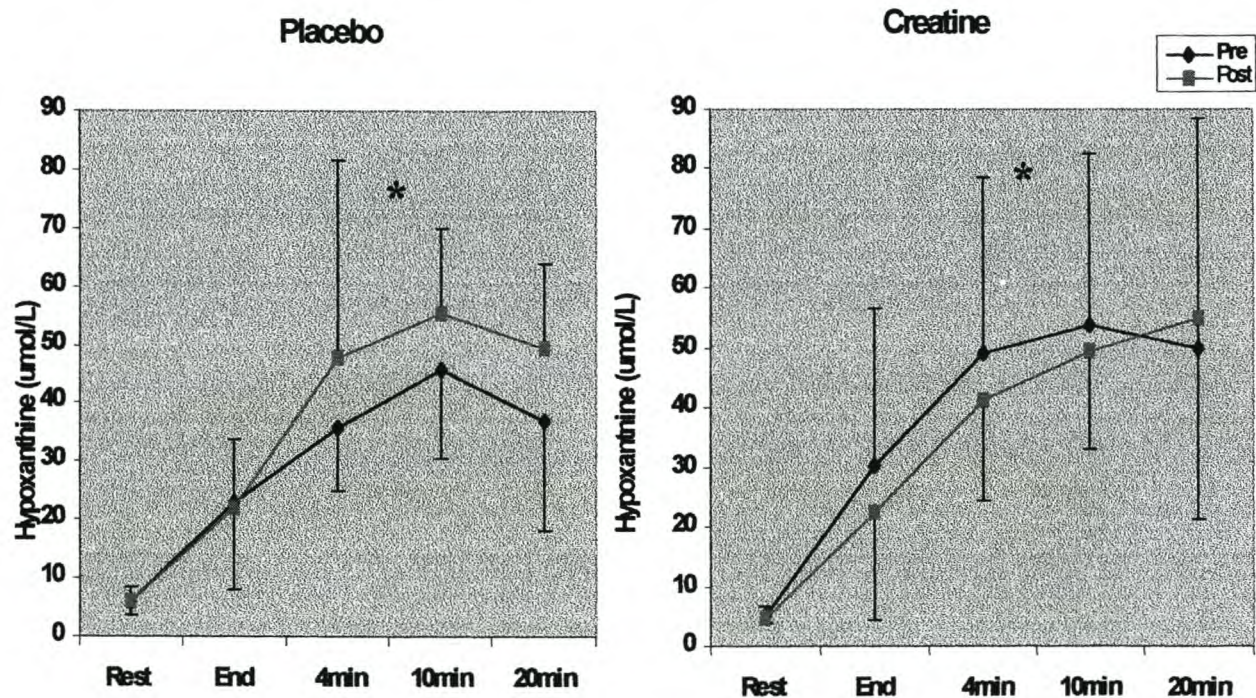 Placebo
Creatine
Pre
Post
Hypoxanthine (umol/L)
90
80
70
60
50
40
30
20
10
0
*
Rest End 4min 10min 20min
Hypoxantnine (umol/L)
90
80
70
60
50
40
30
20
10
0
*
Rest End 4min 10min 20min